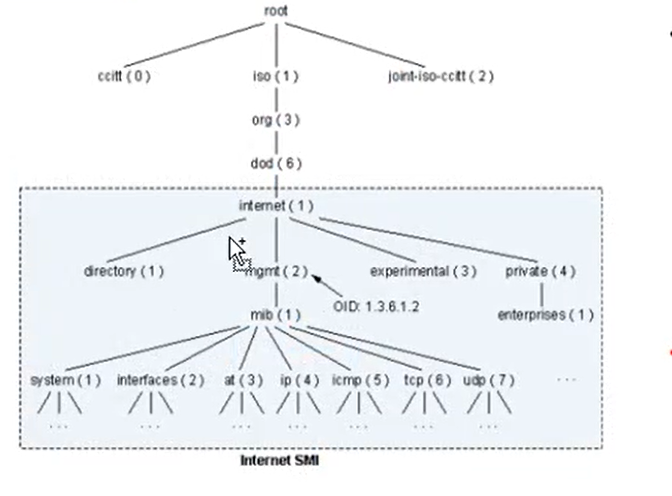 root
ccitt ( 0 ) iso ( 1 ) joint-iso-ccitt ( 2 )
org ( 3 )
dod ( 6 )
internet ( 1 )
directory ( 1 ) mgmt ( 2 ) experimental ( 3 ) private ( 4 )
OID: 1.3.6.1.2
mib ( 1 ) enterprises ( 1 )
system ( 1 ) interfaces ( 2 ) at ( 3 ) ip ( 4 ) icmp ( 5 ) tcp ( 6 ) udp ( 7 ) . . .
. . . . . . . . . . . . . . . . . . . . .
Internet SMI